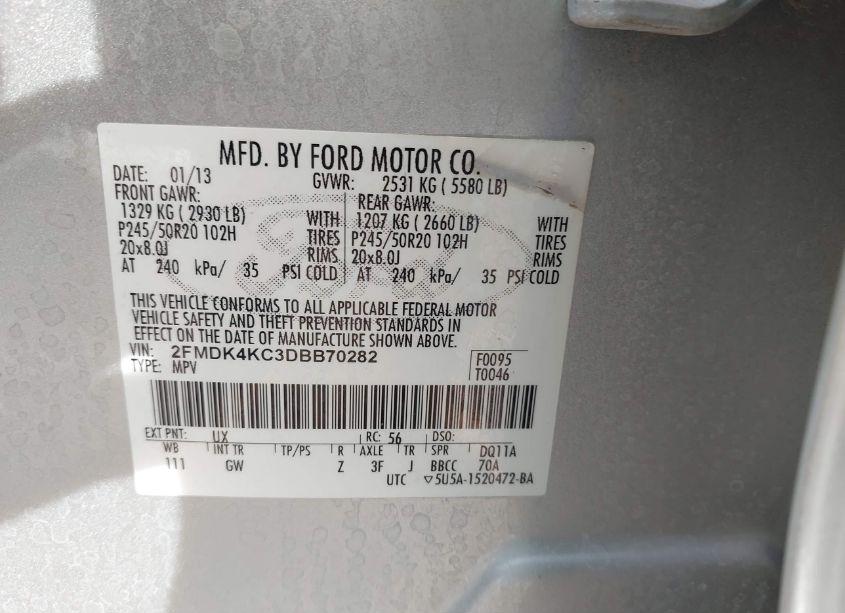 MFD. BY FORD MOTOR CO.
DATE: 01/13 GVWR: 2531 KG ( 5580 LB)
FRONT GAWR: REAR GAWR:
1329 KG ( 2930 LB) WITH 1207 KG ( 2660 LB) WITH
P245/50R20 102H TIRES P245/50R20 102H TIRES
20x8.0J RIMS 20x8.0J RIMS
AT 240 kPa/ 35 PSI COLD AT 240 kPa/ 35 PSI COLD
THIS VEHICLE CONFORMS TO ALL APPLICABLE FEDERAL MOTOR
VEHICLE SAFETY AND THEFT PREVENTION STANDARDS IN
EFFECT ON THE DATE OF MANUFACTURE SHOWN ABOVE.
VIN: 2FMDK4KC3DBB70282 F0095
TYPE: MPV T0046
EXT PNT: UX RC: 56 DSO:
WB INT TR TP/PS R AXLE TR SPR DQ11A
111 GW Z 3F J BBCC 70A
UTC ▽5U5A-1520472-BA